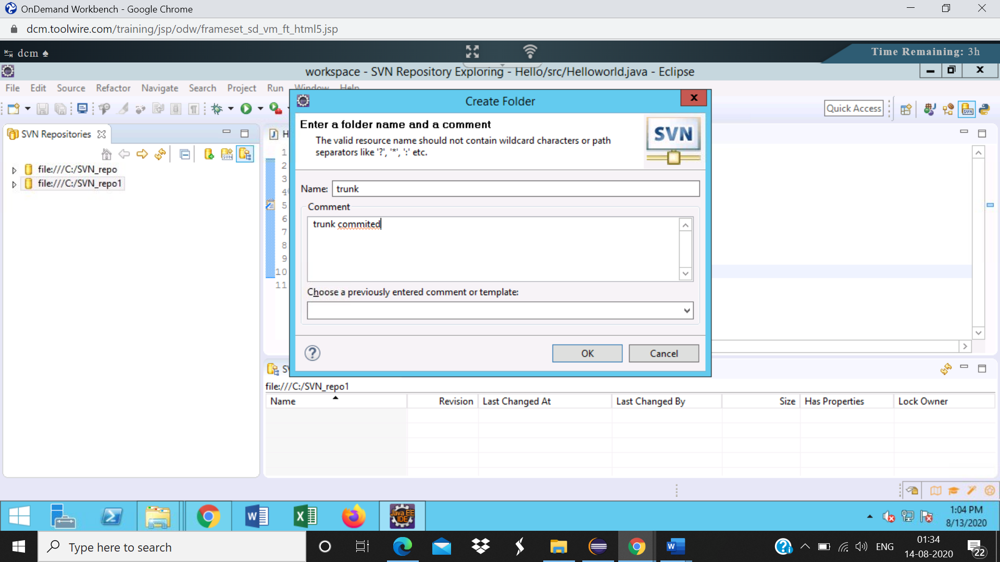 OnDemand Workbench - Google Chrome
dcm.toolwire.com/training/jsp/odw/frameset_sd_vm_ft_html5.jsp
dcm
Time Remaining: 3h
workspace - SVN Repository Exploring - Hello/src/Helloworld.java - Eclipse
File Edit Source Refactor Navigate Search Project Run Window Help
Quick Access
SVN Repositories
file:///C:/SVN_repo
file:///C:/SVN_repo1
H
1
2
3
4
5
6
7
8
9
10
11
Create Folder
Enter a folder name and a comment
The valid resource name should not contain wildcard characters or path
separators like '?', '*', ':' etc.
SVN
Name: trunk
Comment
trunk commited
Choose a previously entered comment or template:
OK Cancel
SV
file:///C:/SVN_repo1
Name Revision Last Changed At Last Changed By Size Has Properties Lock Owner
Java EE
IDE
1:04 PM
8/13/2020
Type here to search
ENG
01:34
14-08-2020
22